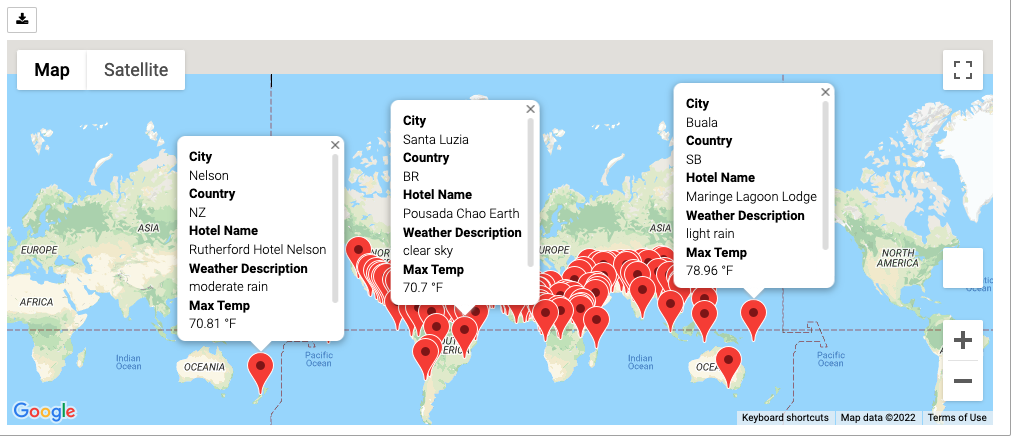 Map
Satellite
City
Nelson
Country
NZ
Hotel Name
Rutherford Hotel Nelson
Weather Description
moderate rain
Max Temp
70.81 °F
City
Santa Luzia
Country
BR
Hotel Name
Pousada Chao Earth
Weather Description
clear sky
Max Temp
70.7 °F
City
Buala
Country
SB
Hotel Name
Maringe Lagoon Lodge
Weather Description
light rain
Max Temp
78.96 °F
EUROPE
ASIA
AFRICA
Indian
Ocean
OCEANIA
Pacific
Ocean
Indian
Ocean
Pacific
Ocean
NORTH
AMERICA
Google
Keyboard shortcuts
Map data ©2022
Terms of Use